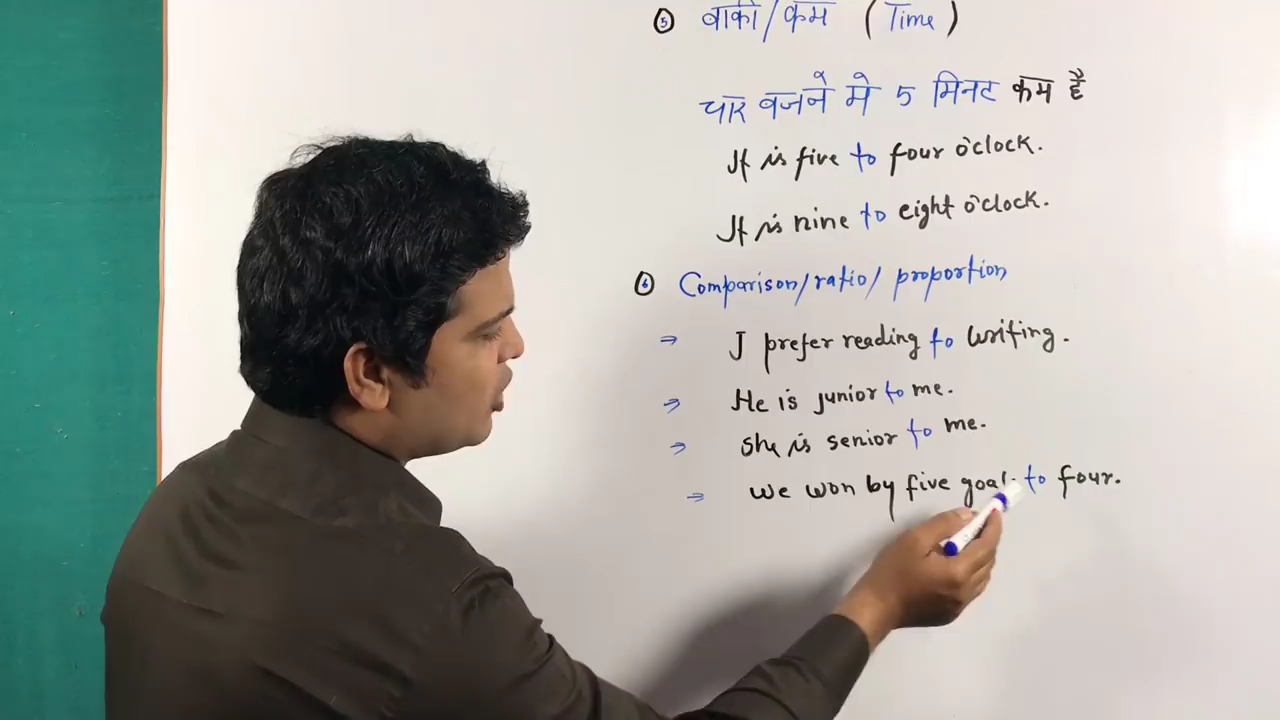 ⑤ बाकी/कम (Time)
चार बजने मे 5 मिनट कम है
It is five to four o'clock.
It is nine to eight o'clock.
⑥ Comparison/ratio/proportion
⇒ I prefer reading to writing.
⇒ He is junior to me.
⇒ She is senior to me.
⇒ We won by five goal to four.